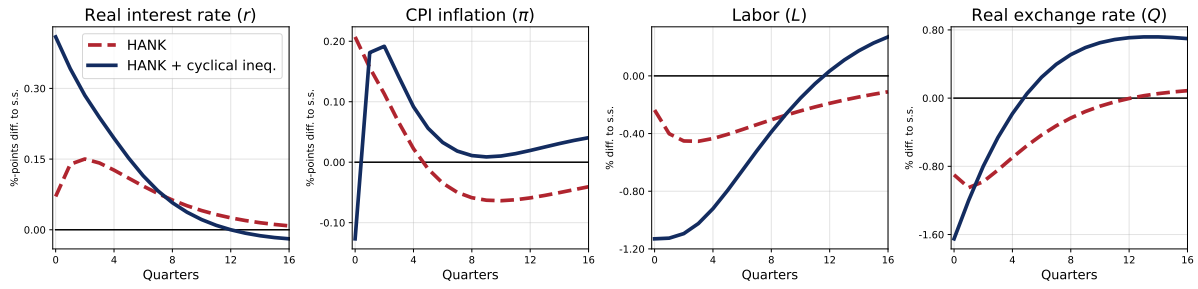 Real interest rate (r)
%-points diff. to s.s.
0.30
0.15
0.00
0
4
8
12
16
Quarters
HANK
HANK + cyclical ineq.
CPI inflation (π)
%-points diff. to s.s.
0.20
0.10
0.00
-0.10
0
4
8
12
16
Quarters
Labor (L)
% diff. to s.s.
0.00
-0.40
-0.80
-1.20
0
4
8
12
16
Quarters
Real exchange rate (Q)
% diff. to s.s.
0.80
0.00
-0.80
-1.60
0
4
8
12
16
Quarters